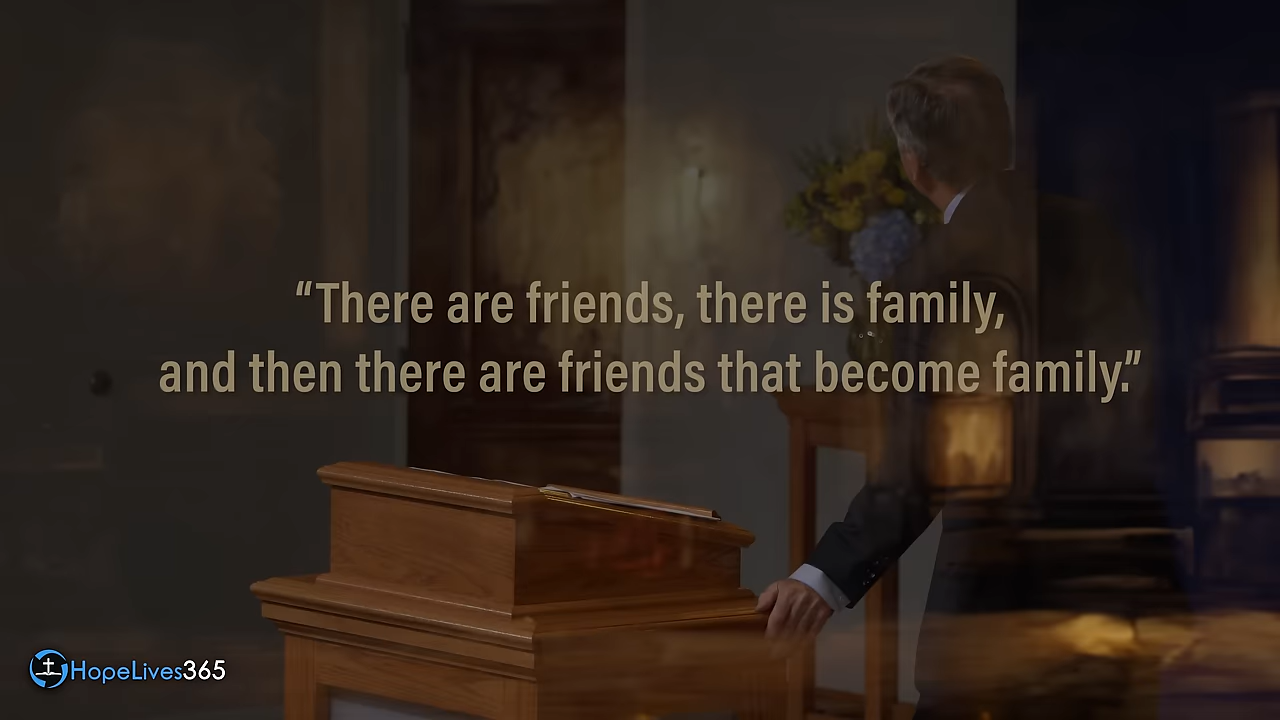 “There are friends, there is family,
and then there are friends that become family.”
HopeLives365